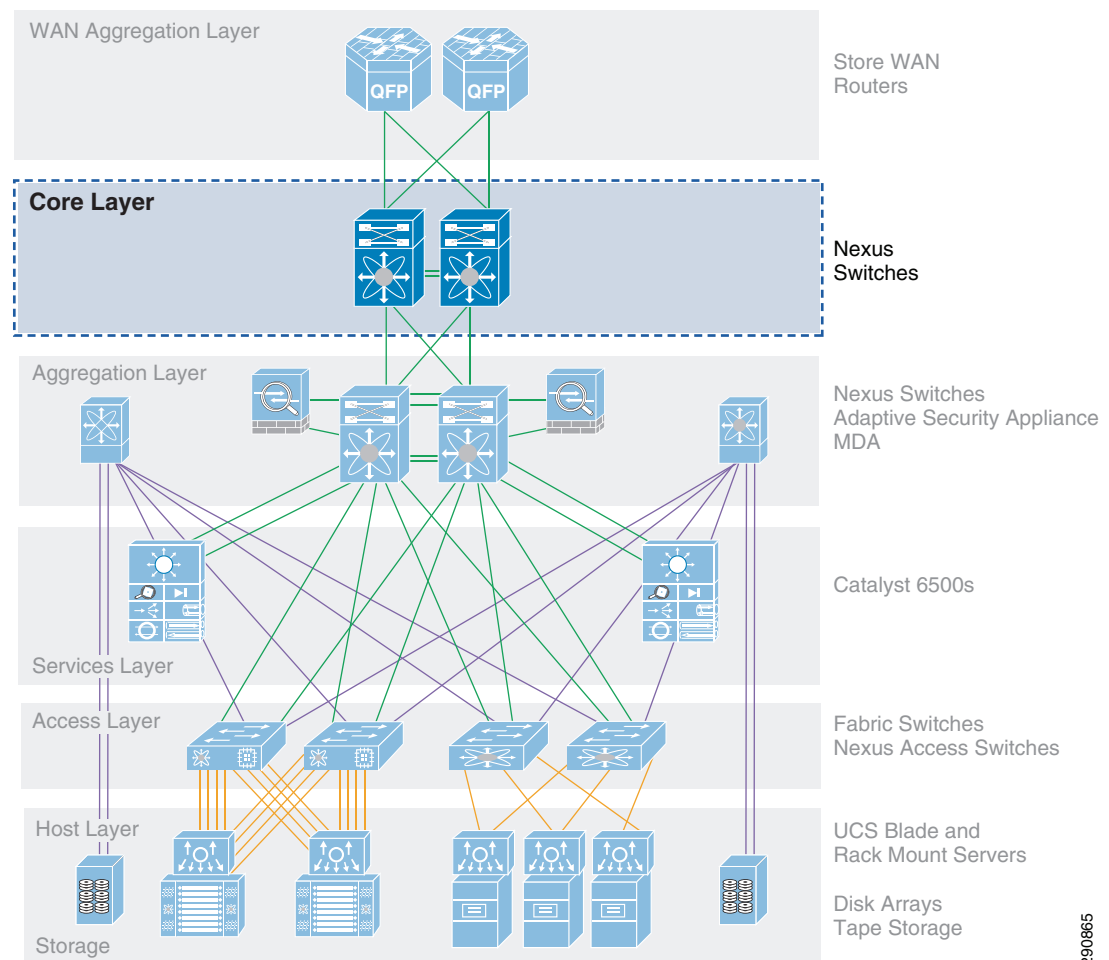 WAN Aggregation Layer
QFP
QFP
Store WAN
Routers
Core Layer
Nexus
Switches
Aggregation Layer
Nexus Switches
Adaptive Security Appliance
MDA
Catalyst 6500s
Services Layer
Access Layer
Fabric Switches
Nexus Access Switches
Host Layer
UCS Blade and
Rack Mount Servers
Disk Arrays
Tape Storage
Storage
290865